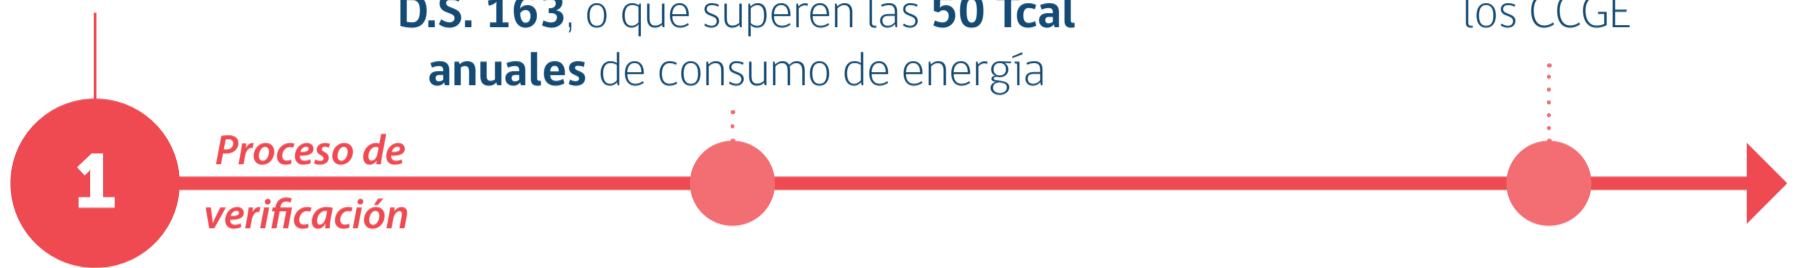 D.S. 163, o que superen las 50 Tcal
anuales de consumo de energía
los CCGE
1
Proceso de
verificación